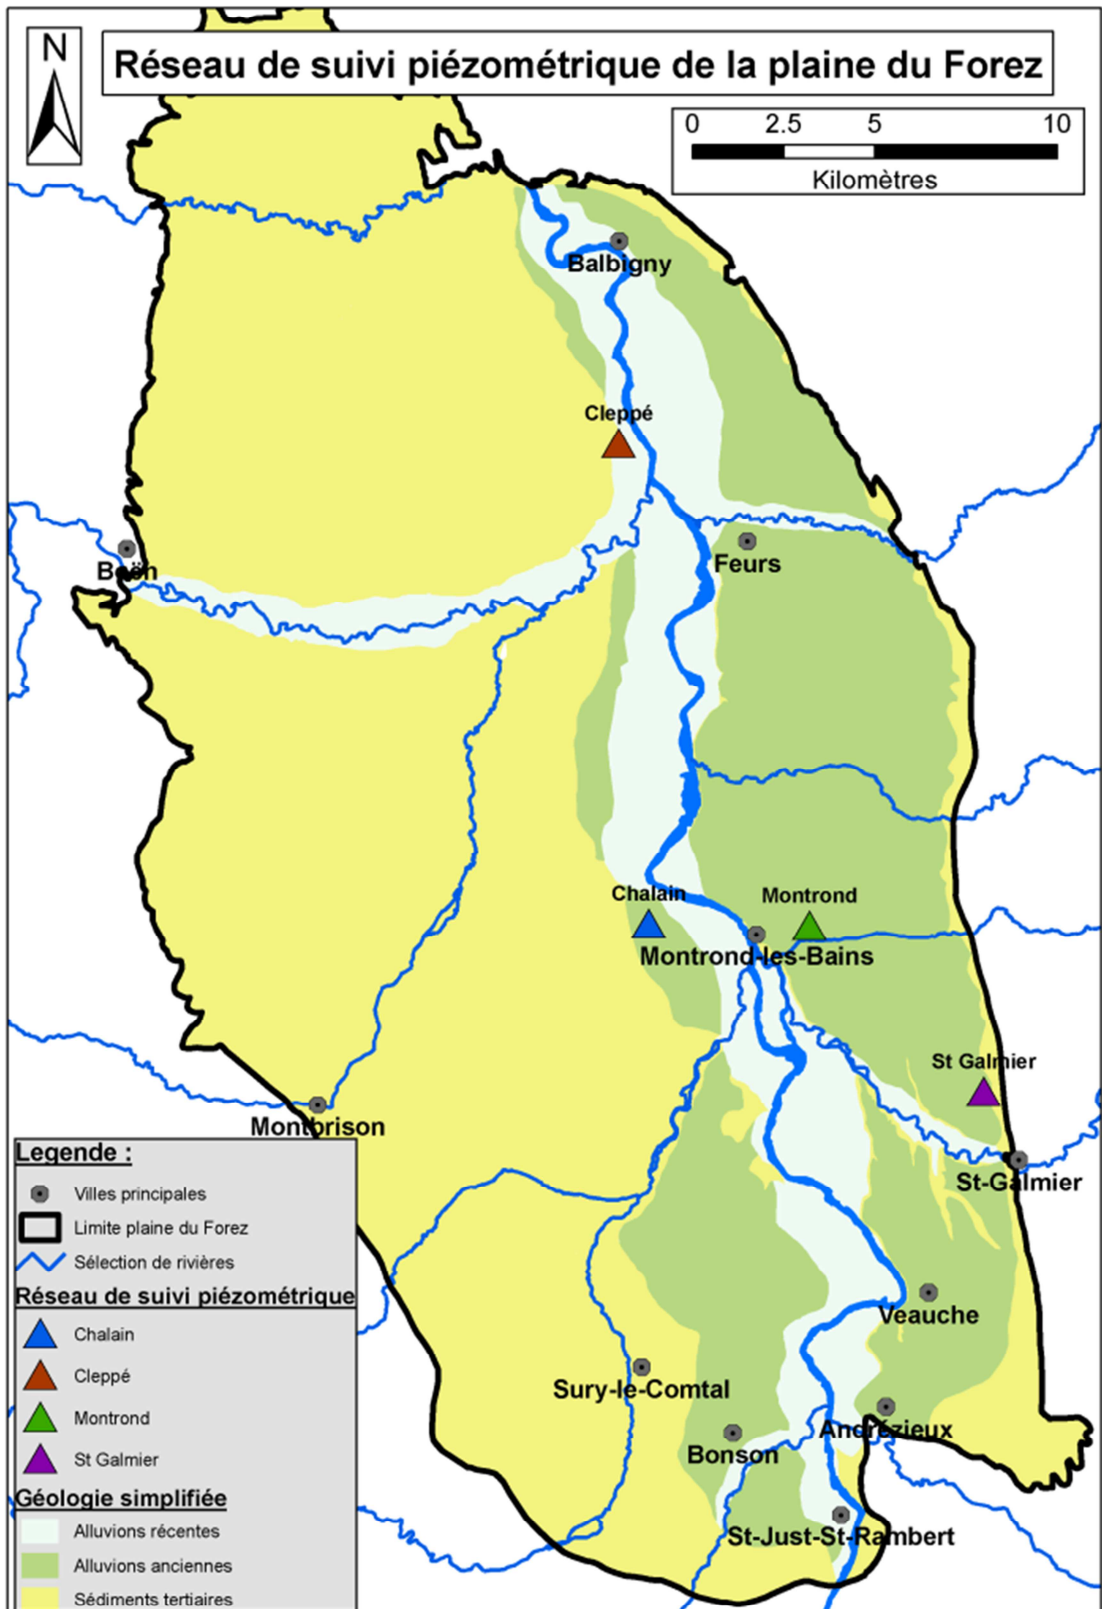 N
Réseau de suivi piézométrique de la plaine du Forez
0 2.5 5 10
Kilomètres
Balbigny
Cleppé
Boën
Feurs
Chalain
Montrond
Montrond-les-Bains
St Galmier
Montbrison
St-Galmier
Veauche
Sury-le-Comtal
Andrézieux
Bonson
St-Just-St-Rambert
Legende :
Villes principales
Limite plaine du Forez
Sélection de rivières
Réseau de suivi piézométrique
Chalain
Cleppé
Montrond
St Galmier
Géologie simplifiée
Alluvions récentes
Alluvions anciennes
Sédiments tertiaires